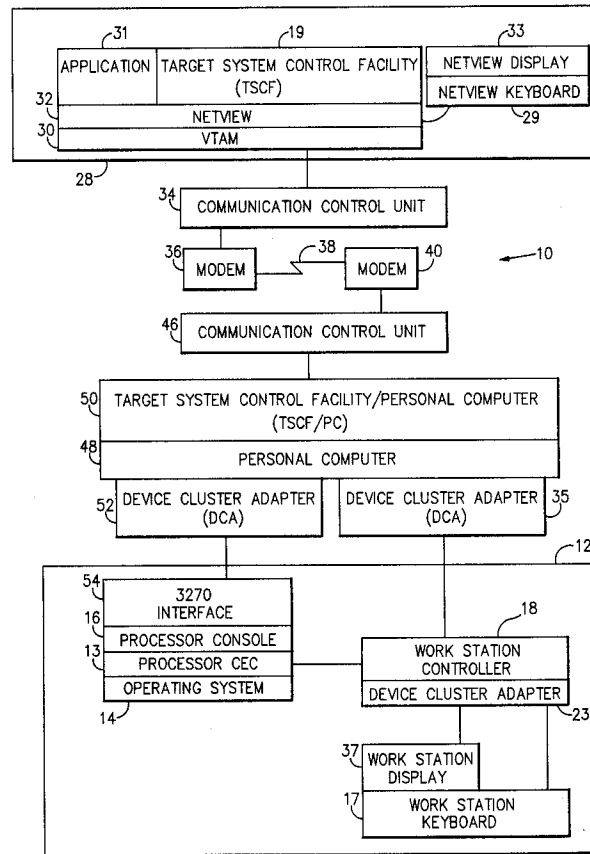 31
19
33
APPLICATION
TARGET SYSTEM CONTROL FACILITY
(TSCF)
NETVIEW DISPLAY
NETVIEW KEYBOARD
32
NETVIEW
29
30
VTAM
28
34
COMMUNICATION CONTROL UNIT
38
36
MODEM
MODEM
40
10
46
COMMUNICATION CONTROL UNIT
50
TARGET SYSTEM CONTROL FACILITY/PERSONAL COMPUTER
(TSCF/PC)
48
PERSONAL COMPUTER
52
DEVICE CLUSTER ADAPTER
(DCA)
DEVICE CLUSTER ADAPTER
(DCA)
35
12
54
3270
INTERFACE
16
PROCESSOR CONSOLE
13
PROCESSOR CEC
OPERATING SYSTEM
14
18
WORK STATION
CONTROLLER
DEVICE CLUSTER ADAPTER
23
37
WORK STATION
DISPLAY
17
WORK STATION
KEYBOARD